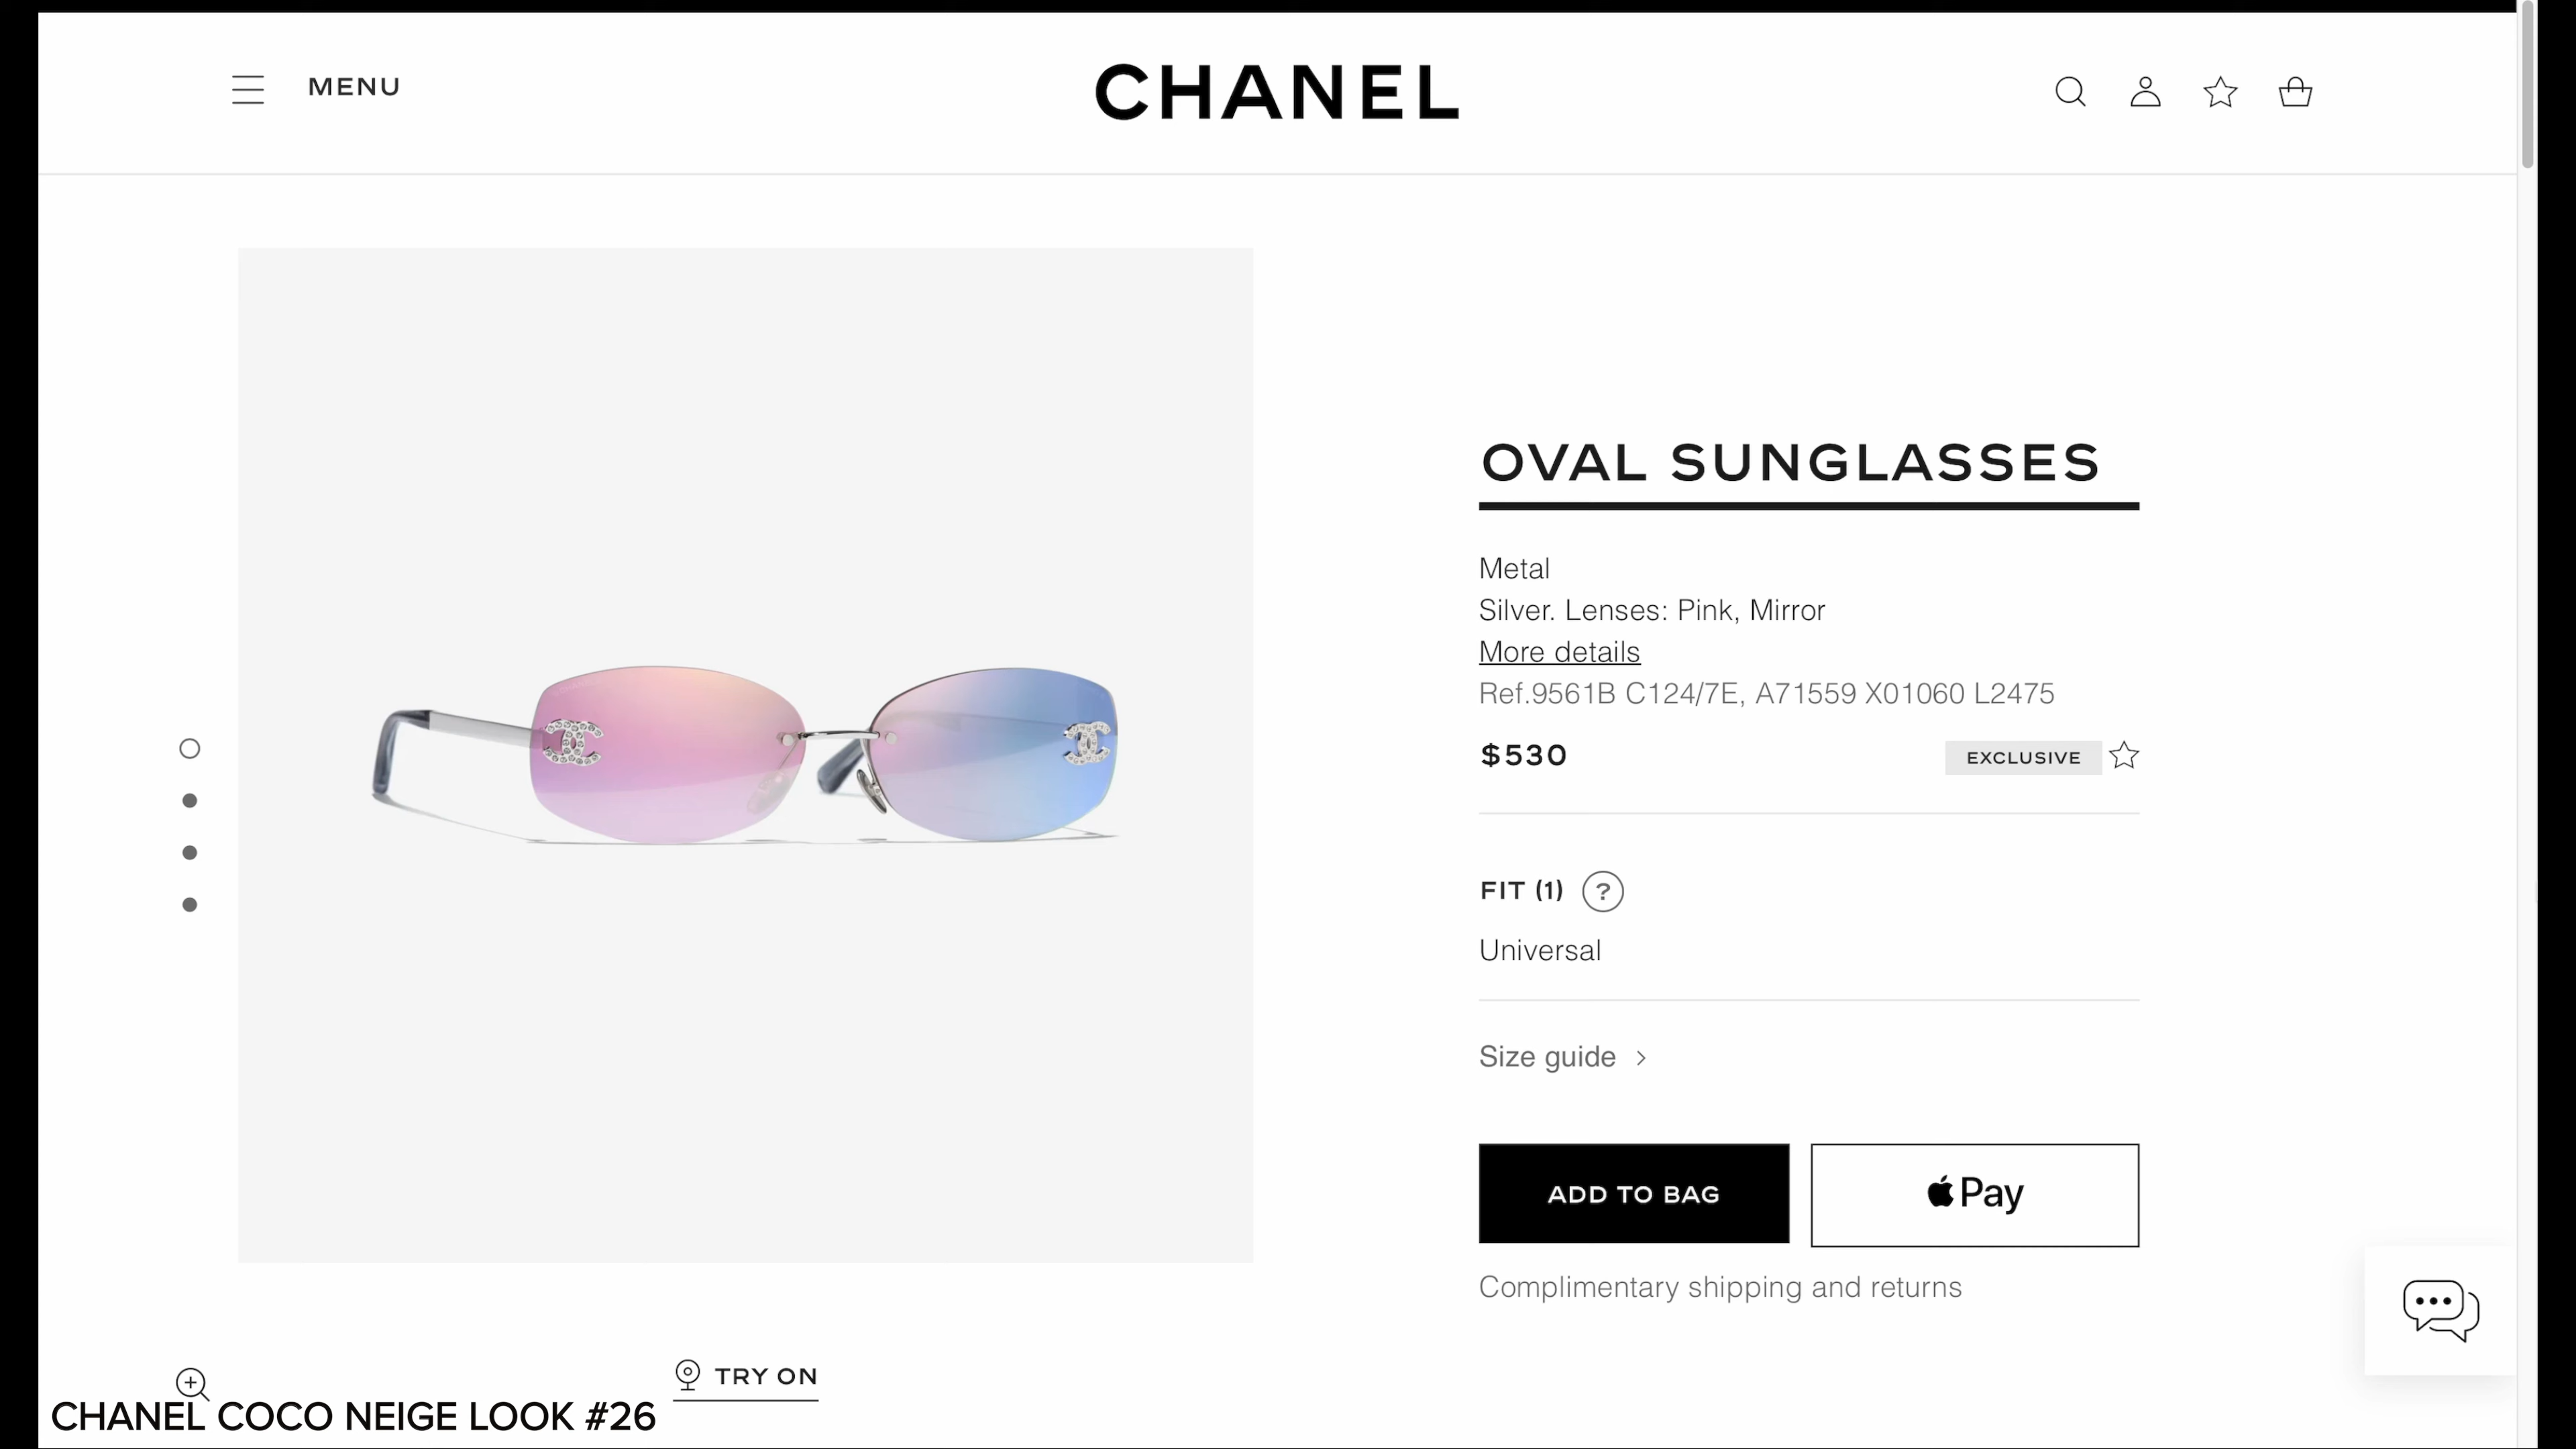 MENU
CHANEL
OVAL SUNGLASSES
Metal
Silver. Lenses: Pink, Mirror
More details
Ref.9561B C124/7E, A71559 X01060 L2475
$530
EXCLUSIVE
FIT (1) ?
Universal
Size guide >
ADD TO BAG
Pay
Complimentary shipping and returns
TRY ON
CHANEL COCO NEIGE LOOK #26